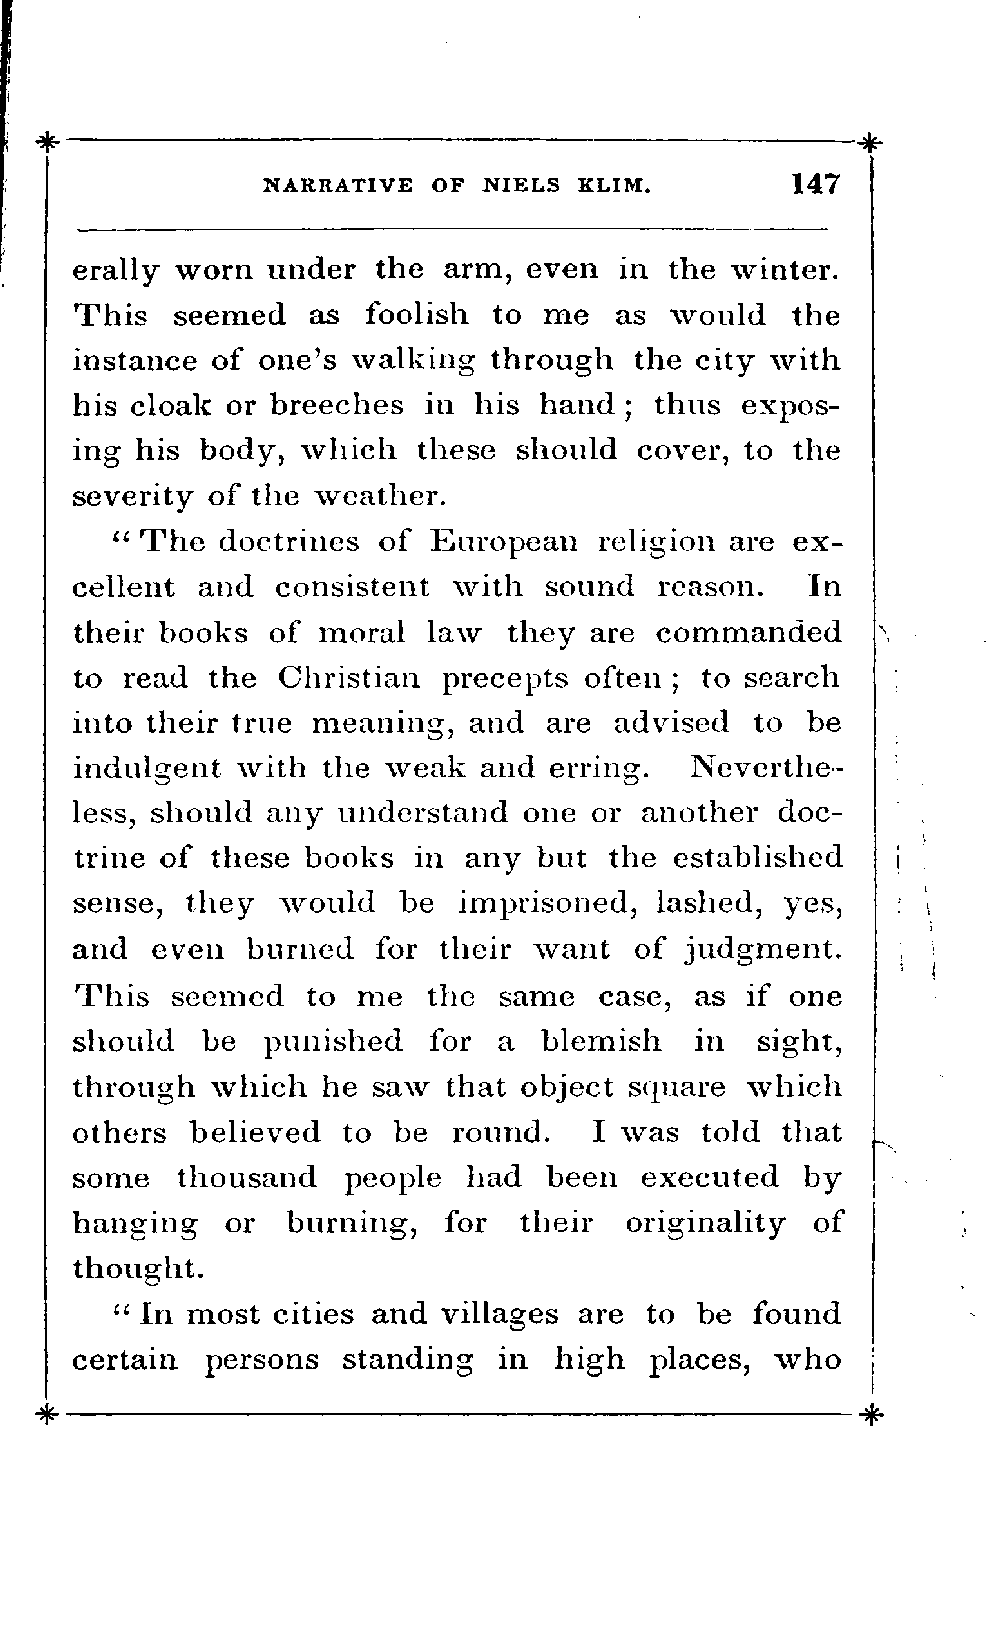 NARRATIVE OF NIELS KLIM. 147
erally worn under the arm, even in the winter.
This seemed as foolish to me as would the
instance of one's walking through the city with
his cloak or breeches in his hand; thus expos-
ing his body, which these should cover, to the
severity of the weather.
" The doctrines of European religion are ex-
cellent and consistent with sound reason. In
their books of moral law they are commanded
to read the Christian precepts often; to search
into their true meaning, and are advised to be
indulgent with the weak and erring. Neverthe-
less, should any understand one or another doc-
trine of these books in any but the established
sense, they would be imprisoned, lashed, yes,
and even burned for their want of judgment.
This seemed to me the same case, as if one
should be punished for a blemish in sight,
through which he saw that object square which
others believed to be round. I was told that
some thousand people had been executed by
hanging or burning, for their originality of
thought.
" In most cities and villages are to be found
certain persons standing in high places, who